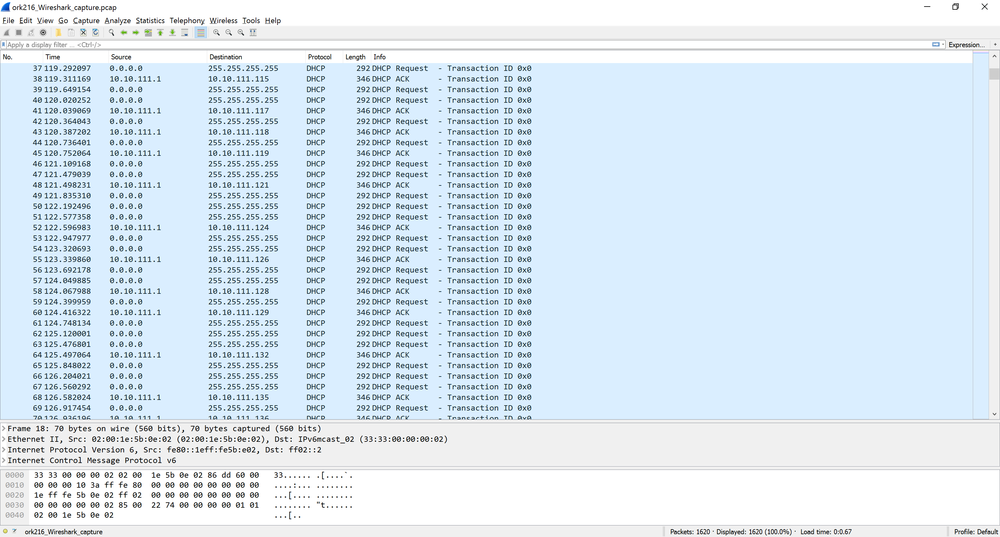 ork216_Wireshark_capture.pcap
File Edit View Go Capture Analyze Statistics Telephony Wireless Tools Help
Apply a display filter ... <Ctrl-/> Expression... +
No. Time Source Destination Protocol Length Info
37 119.292097 0.0.0.0 255.255.255.255 DHCP 292 DHCP Request - Transaction ID 0x0
38 119.311169 10.10.111.1 10.10.111.115 DHCP 346 DHCP ACK - Transaction ID 0x0
39 119.649154 0.0.0.0 255.255.255.255 DHCP 292 DHCP Request - Transaction ID 0x0
40 120.020252 0.0.0.0 255.255.255.255 DHCP 292 DHCP Request - Transaction ID 0x0
41 120.039069 10.10.111.1 10.10.111.117 DHCP 346 DHCP ACK - Transaction ID 0x0
42 120.364043 0.0.0.0 255.255.255.255 DHCP 292 DHCP Request - Transaction ID 0x0
43 120.387202 10.10.111.1 10.10.111.118 DHCP 346 DHCP ACK - Transaction ID 0x0
44 120.736401 0.0.0.0 255.255.255.255 DHCP 292 DHCP Request - Transaction ID 0x0
45 120.752064 10.10.111.1 10.10.111.119 DHCP 346 DHCP ACK - Transaction ID 0x0
46 121.109168 0.0.0.0 255.255.255.255 DHCP 292 DHCP Request - Transaction ID 0x0
47 121.479039 0.0.0.0 255.255.255.255 DHCP 292 DHCP Request - Transaction ID 0x0
48 121.498231 10.10.111.1 10.10.111.121 DHCP 346 DHCP ACK - Transaction ID 0x0
49 121.835310 0.0.0.0 255.255.255.255 DHCP 292 DHCP Request - Transaction ID 0x0
50 122.192496 0.0.0.0 255.255.255.255 DHCP 292 DHCP Request - Transaction ID 0x0
51 122.577358 0.0.0.0 255.255.255.255 DHCP 292 DHCP Request - Transaction ID 0x0
52 122.596983 10.10.111.1 10.10.111.124 DHCP 346 DHCP ACK - Transaction ID 0x0
53 122.947977 0.0.0.0 255.255.255.255 DHCP 292 DHCP Request - Transaction ID 0x0
54 123.320693 0.0.0.0 255.255.255.255 DHCP 292 DHCP Request - Transaction ID 0x0
55 123.339860 10.10.111.1 10.10.111.126 DHCP 346 DHCP ACK - Transaction ID 0x0
56 123.692178 0.0.0.0 255.255.255.255 DHCP 292 DHCP Request - Transaction ID 0x0
57 124.049885 0.0.0.0 255.255.255.255 DHCP 292 DHCP Request - Transaction ID 0x0
58 124.067988 10.10.111.1 10.10.111.128 DHCP 346 DHCP ACK - Transaction ID 0x0
59 124.399959 0.0.0.0 255.255.255.255 DHCP 292 DHCP Request - Transaction ID 0x0
60 124.416322 10.10.111.1 10.10.111.129 DHCP 346 DHCP ACK - Transaction ID 0x0
61 124.748134 0.0.0.0 255.255.255.255 DHCP 292 DHCP Request - Transaction ID 0x0
62 125.120001 0.0.0.0 255.255.255.255 DHCP 292 DHCP Request - Transaction ID 0x0
63 125.476801 0.0.0.0 255.255.255.255 DHCP 292 DHCP Request - Transaction ID 0x0
64 125.497064 10.10.111.1 10.10.111.132 DHCP 346 DHCP ACK - Transaction ID 0x0
65 125.848022 0.0.0.0 255.255.255.255 DHCP 292 DHCP Request - Transaction ID 0x0
66 126.204021 0.0.0.0 255.255.255.255 DHCP 292 DHCP Request - Transaction ID 0x0
67 126.560292 0.0.0.0 255.255.255.255 DHCP 292 DHCP Request - Transaction ID 0x0
68 126.582024 10.10.111.1 10.10.111.135 DHCP 346 DHCP ACK - Transaction ID 0x0
69 126.917454 0.0.0.0 255.255.255.255 DHCP 292 DHCP Request - Transaction ID 0x0
70 126.936196 10.10.111.1 10.10.111.136 DHCP 346 DHCP ACK - Transaction ID 0x0
Frame 18: 70 bytes on wire (560 bits), 70 bytes captured (560 bits)
Ethernet II, Src: 02:00:1e:5b:0e:02 (02:00:1e:5b:0e:02), Dst: IPv6mcast_02 (33:33:00:00:00:02)
Internet Protocol Version 6, Src: fe80::1eff:fe5b:e02, Dst: ff02::2
Internet Control Message Protocol v6
0000 33 33 00 00 00 02 02 00 1e 5b 0e 02 86 dd 60 00 33...... .[....`.
0010 00 00 00 10 3a ff fe 80 00 00 00 00 00 00 00 00 ....:... ........
0020 1e ff fe 5b 0e 02 ff 02 00 00 00 00 00 00 00 00 ...[.... ........
0030 00 00 00 00 00 02 85 00 22 74 00 00 00 00 01 01 ........ "t......
0040 02 00 1e 5b 0e 02 ...[..
ork216_Wireshark_capture Packets: 1620 · Displayed: 1620 (100.0%) · Load time: 0:0.67 Profile: Default